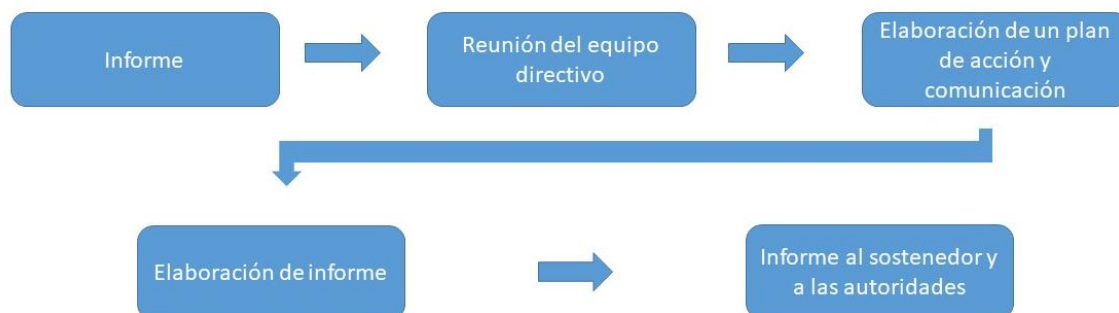 Informe
Reunión del equipo
directivo
Elaboración de un plan
de acción y
comunicación
Elaboración de informe
Informe al sostenedor y
a las autoridades